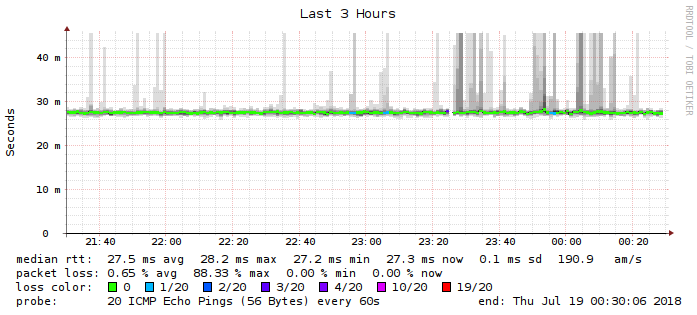 Last 3 Hours
RRDTOOL / TOBI OETIKER
Seconds
40 m
30 m
20 m
10 m
0
21:40 22:00 22:20 22:40 23:00 23:20 23:40 00:00 00:20
median rtt: 27.5 ms avg 28.2 ms max 27.2 ms min 27.3 ms now 0.1 ms sd 190.9 am/s
packet loss: 0.65 % avg 88.33 % max 0.00 % min 0.00 % now
loss color: 0 1/20 2/20 3/20 4/20 10/20 19/20
probe: 20 ICMP Echo Pings (56 Bytes) every 60s end: Thu Jul 19 00:30:06 2018